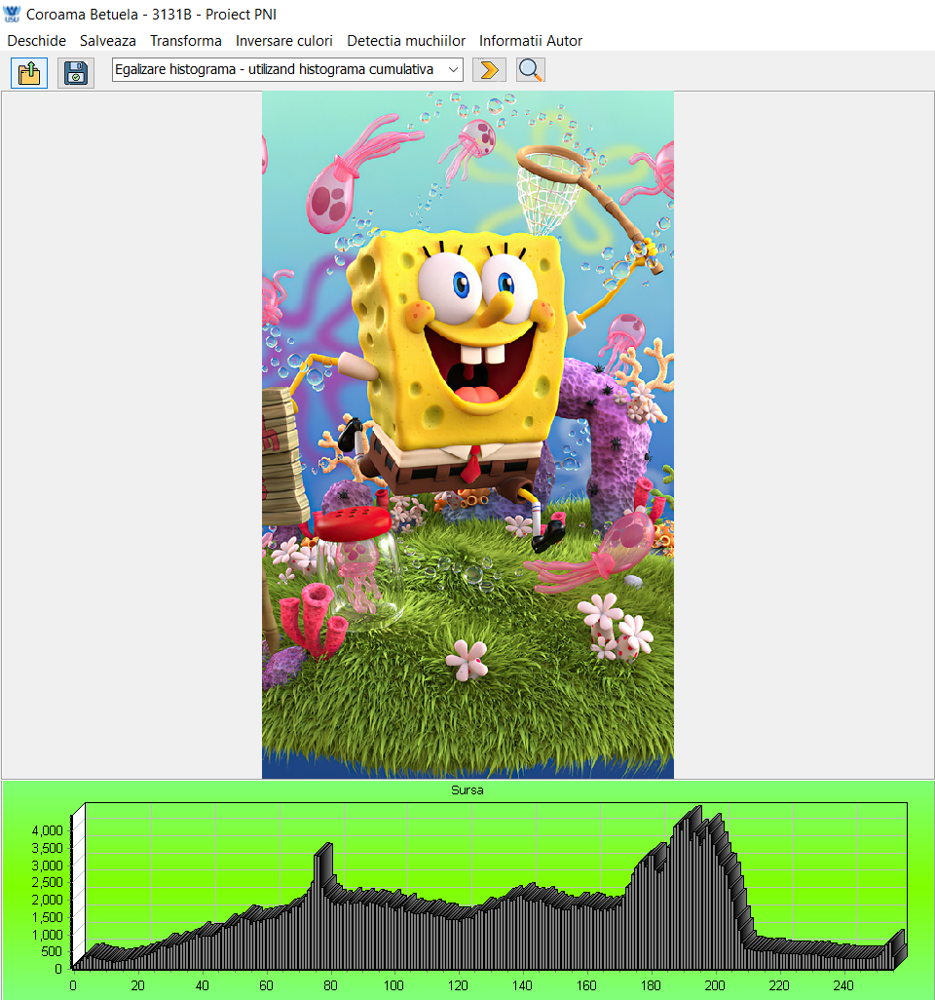 Coroama Betuela - 3131B - Proiect PNI
Deschide Salveaza Transforma Inversare culori Detectia muchiilor Informatii Autor
Egalizare histograma - utilizand histograma cumulativa
Sursa
4,000
3,500
3,000
2,500
2,000
1,500
1,000
500
0
0 20 40 60 80 100 120 140 160 180 200 220 240